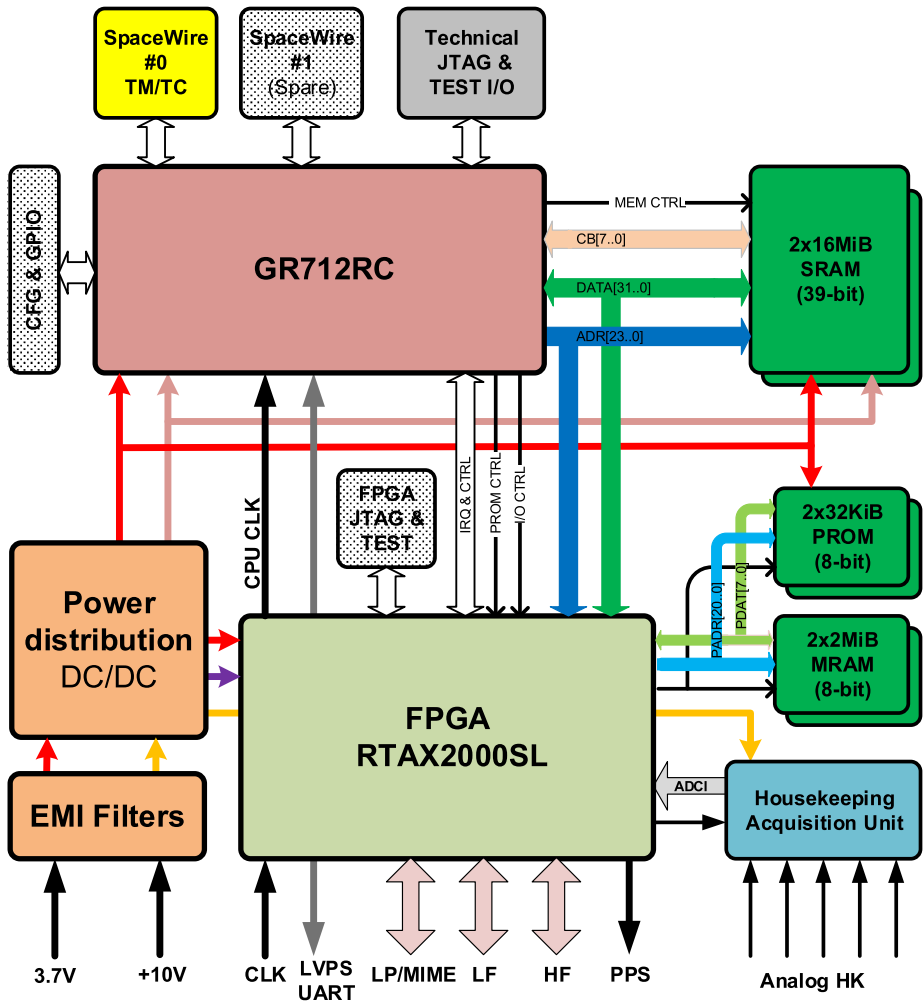 SpaceWire
#0
TM/TC
SpaceWire
#1
(Spare)
Technical
JTAG &
TEST I/O
CFG & GPIO
GR712RC
MEM CTRL
CB[7..0]
DATA[31..0]
ADR[23..0]
2x16MiB
SRAM
(39-bit)
CPU CLK
FPGA
JTAG &
TEST
IRQ & CTRL
PROM CTRL
I/O CTRL
2x32KiB
PROM
(8-bit)
PADR[20..0]
PDAT[7..0]
2x2MiB
MRAM
(8-bit)
Power
distribution
DC/DC
FPGA
RTAX2000SL
EMI Filters
ADCI
Housekeeping
Acquisition Unit
3.7V
+10V
CLK
LVPS
UART
LP/MIME
LF
HF
PPS
Analog HK